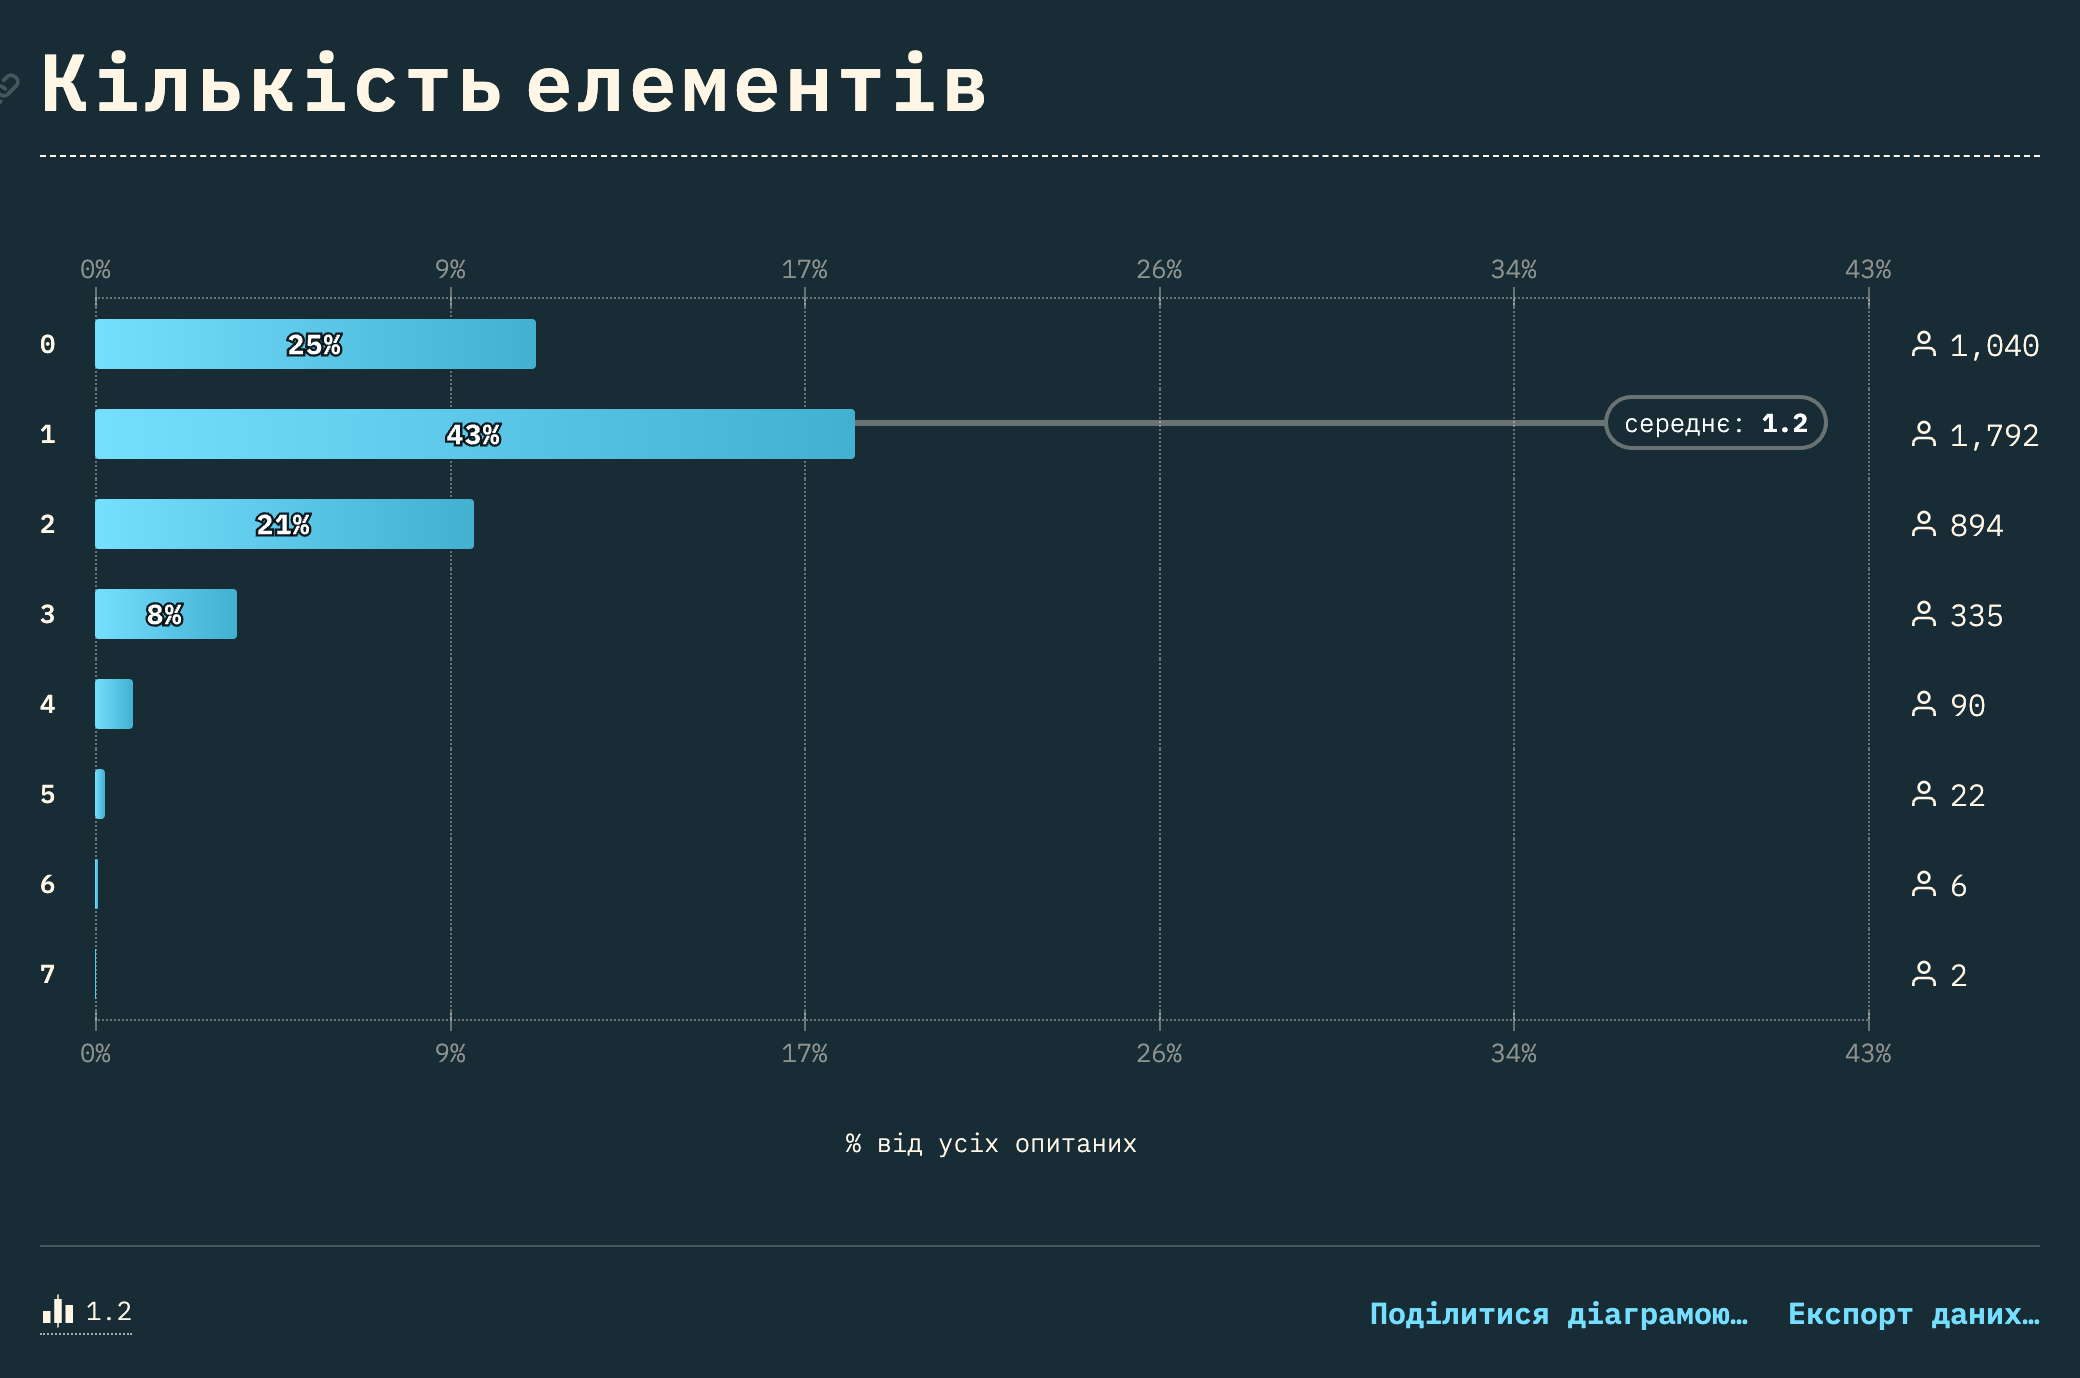 Кількість елементів
0% 9% 17% 26% 34% 43%
0 25% 1,040
1 43% середнє: 1.2 1,792
2 21% 894
3 8% 335
4 90
5 22
6 6
7 2
0% 9% 17% 26% 34% 43%
% від усіх опитаних
1.2 Поділитися діаграмою… Експорт даних…